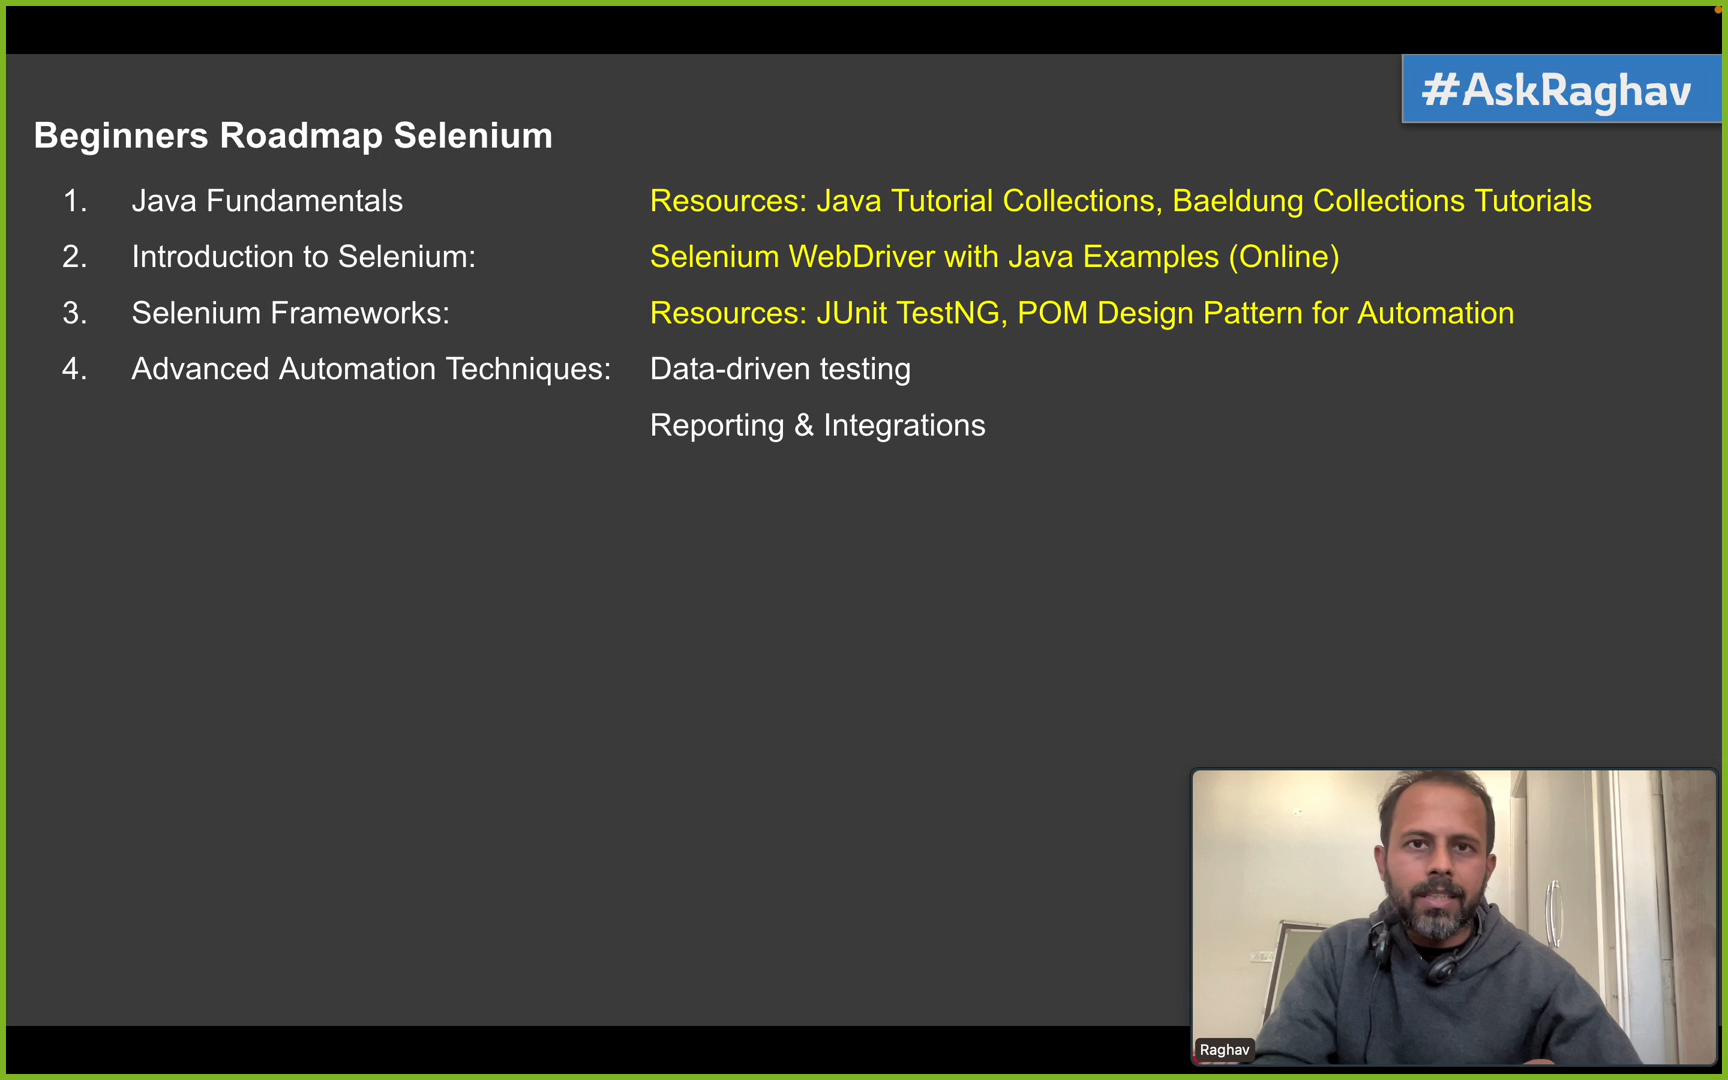 #AskRaghav
Beginners Roadmap Selenium
1. Java Fundamentals Resources: Java Tutorial Collections, Baeldung Collections Tutorials
2. Introduction to Selenium: Selenium WebDriver with Java Examples (Online)
3. Selenium Frameworks: Resources: JUnit TestNG, POM Design Pattern for Automation
4. Advanced Automation Techniques: Data-driven testing
Reporting & Integrations
Raghav